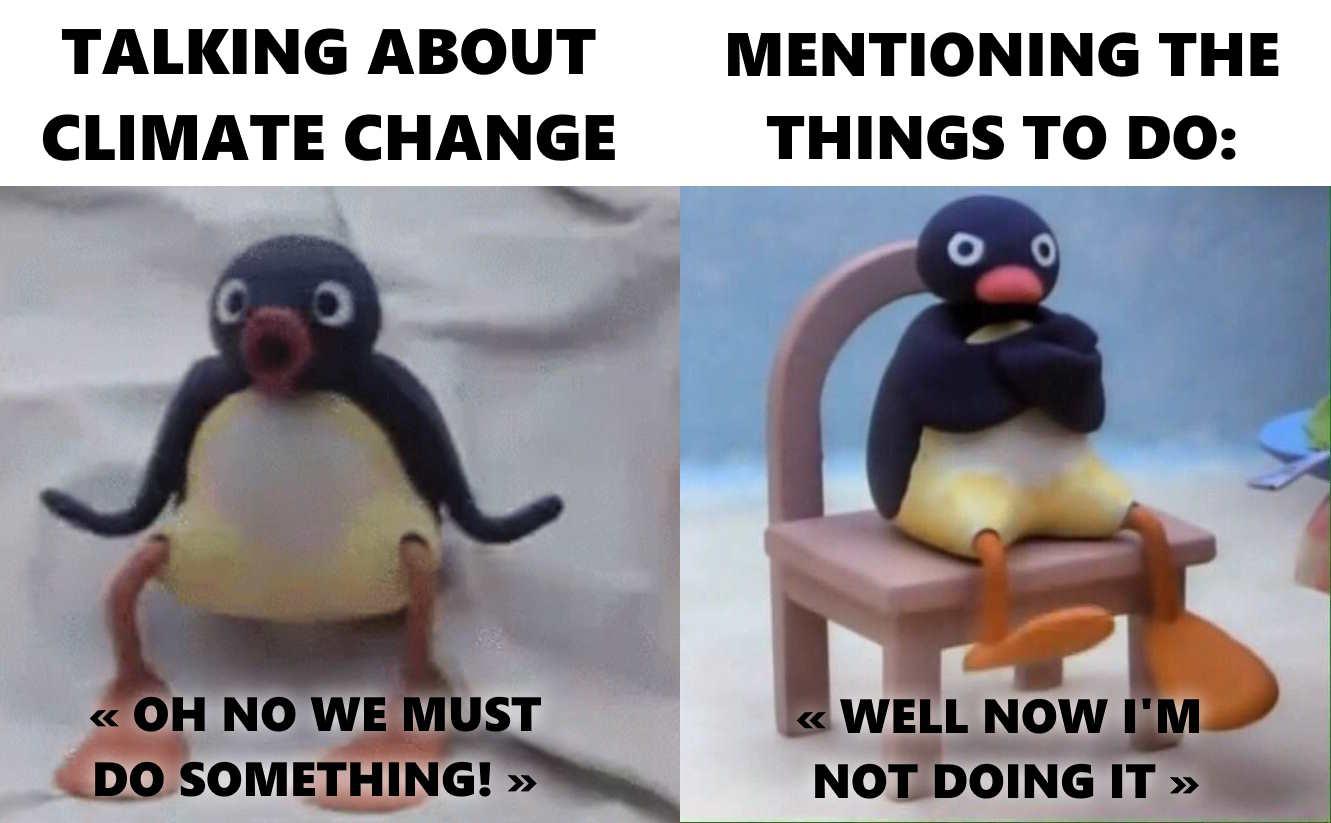 TALKING ABOUT
CLIMATE CHANGE
MENTIONING THE
THINGS TO DO:
« OH NO WE MUST
DO SOMETHING! »
« WELL NOW I'M
NOT DOING IT »